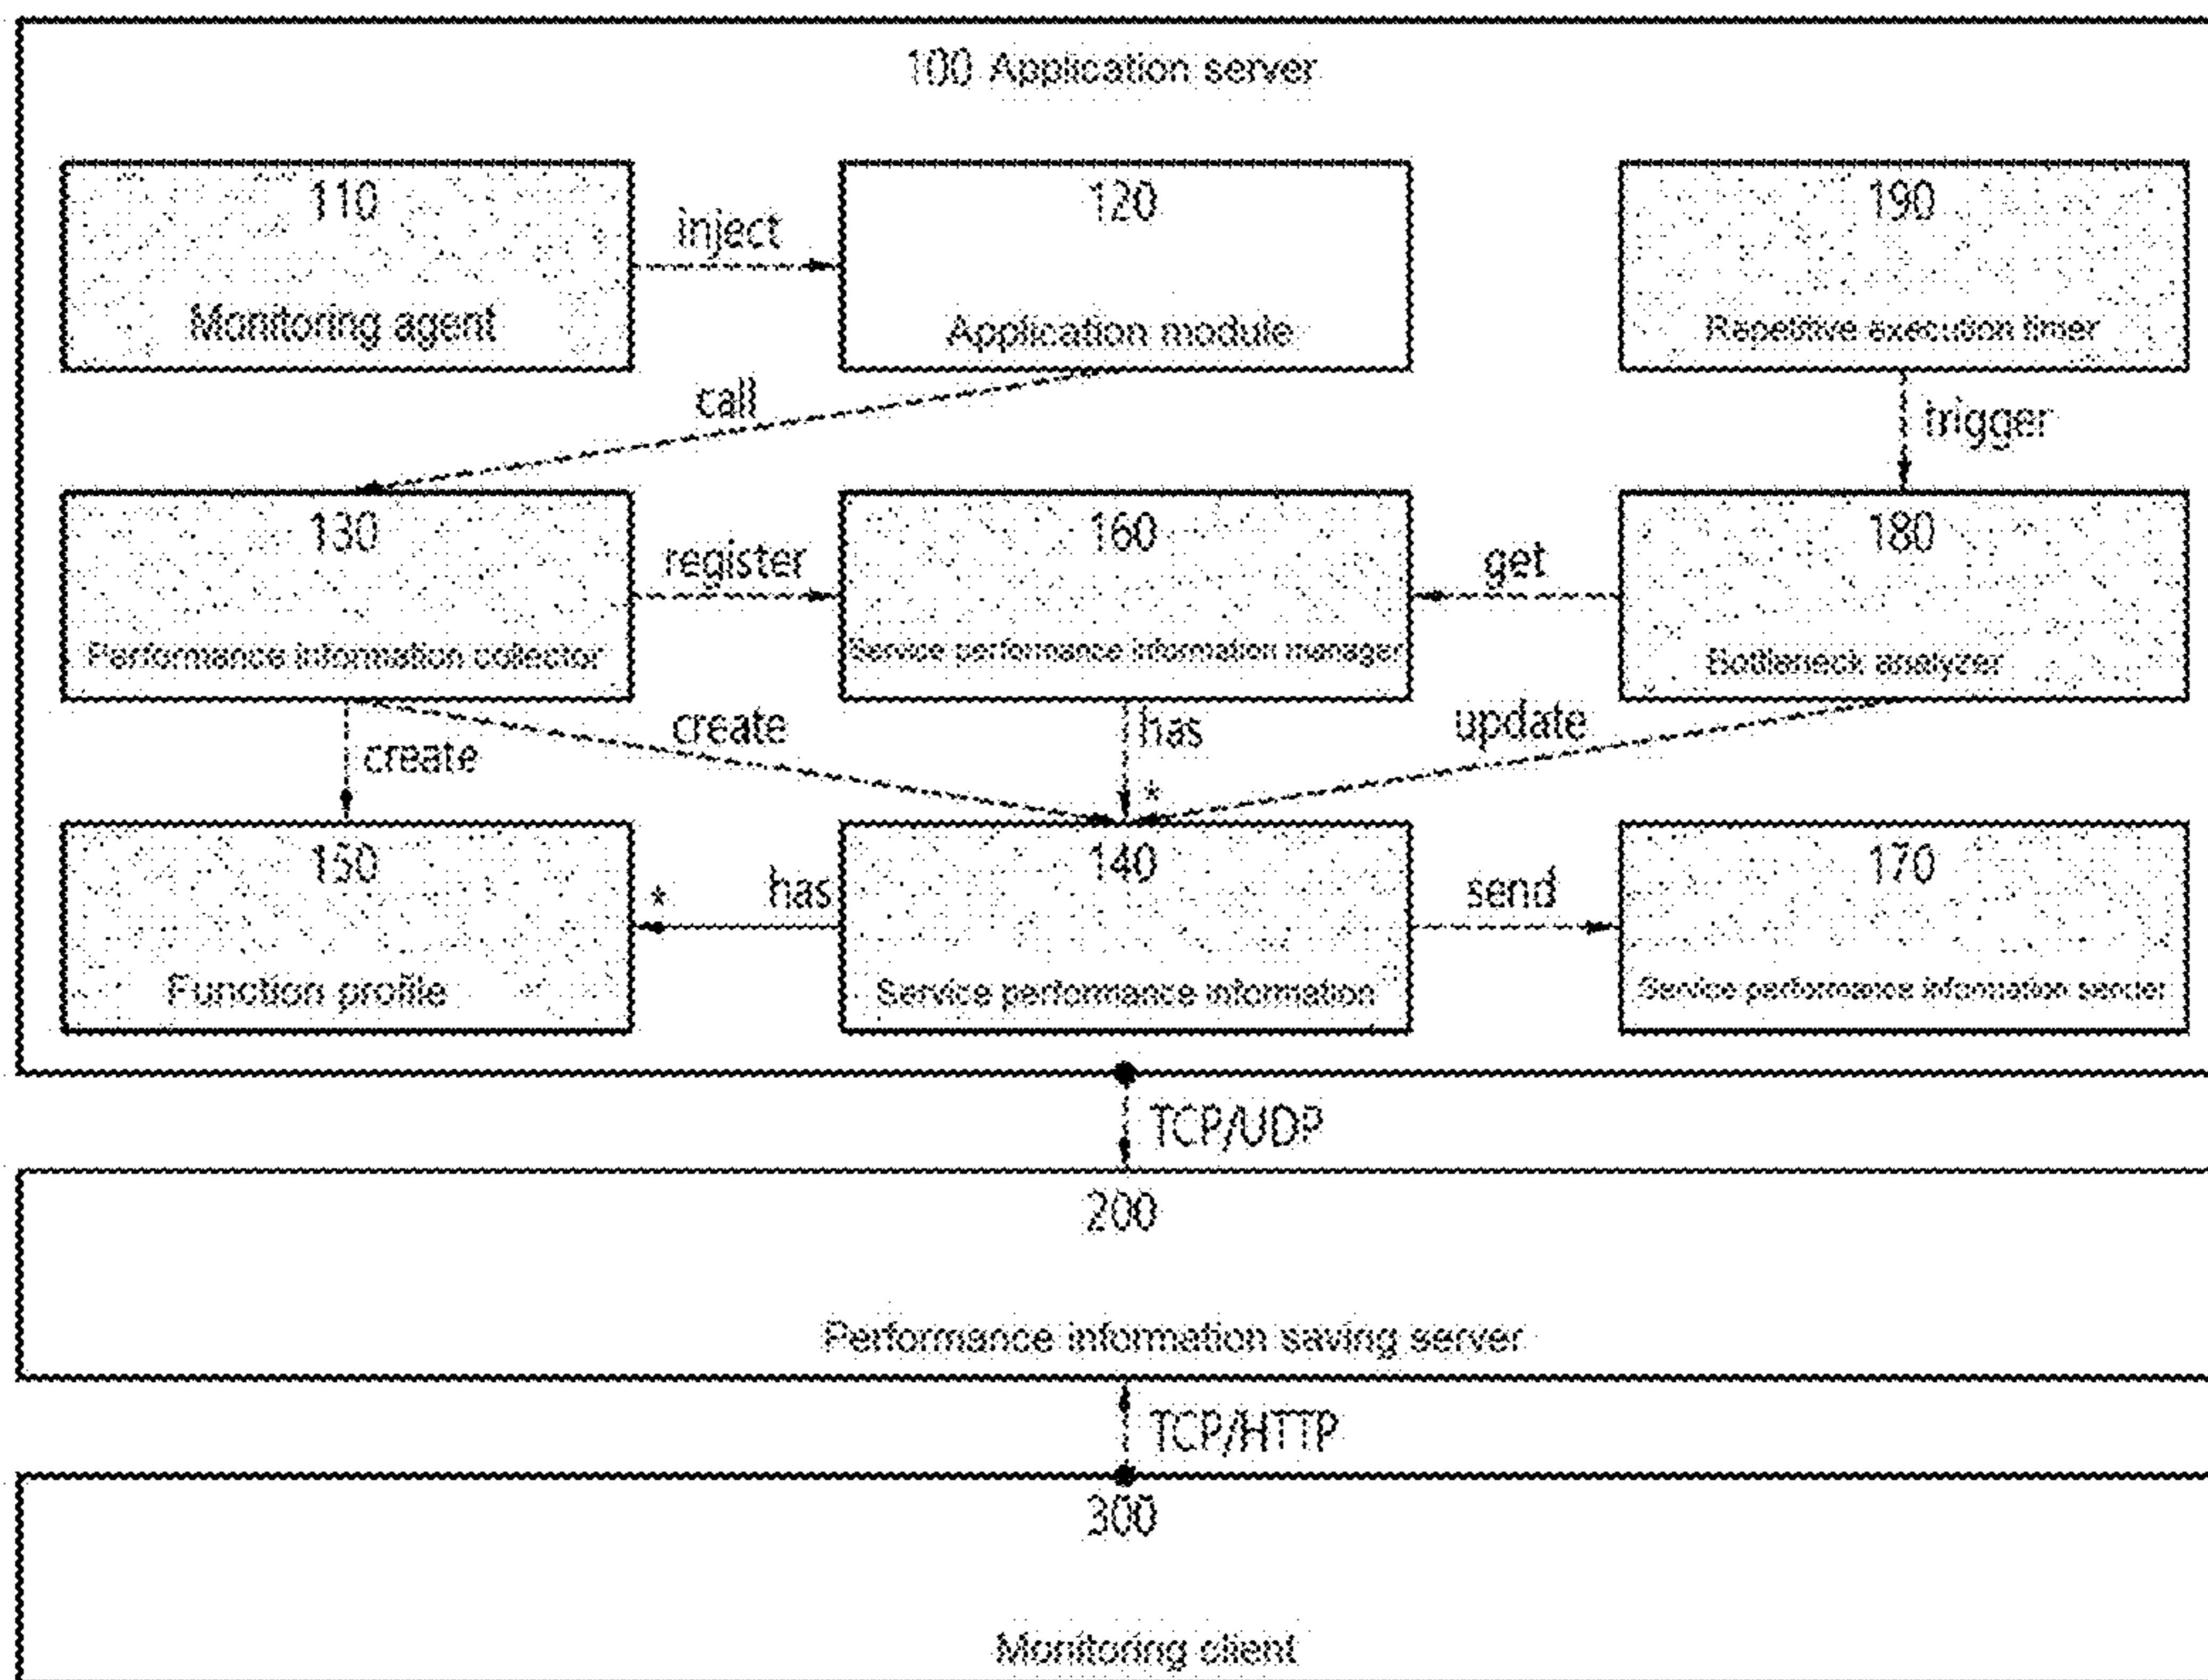 100 Application server
110
Monitoring agent
inject
120
Application module
190
Repetitive execution timer
call
trigger
130
Performance information collector
register
160
Service performance information manager
get
180
Bottleneck analyzer
create
create
has
*
update
150
Function profile
*
has
140
Service performance information
send
170
Service performance information sender
TCP/UDP
200
Performance information saving server
TCP/HTTP
300
Monitoring client